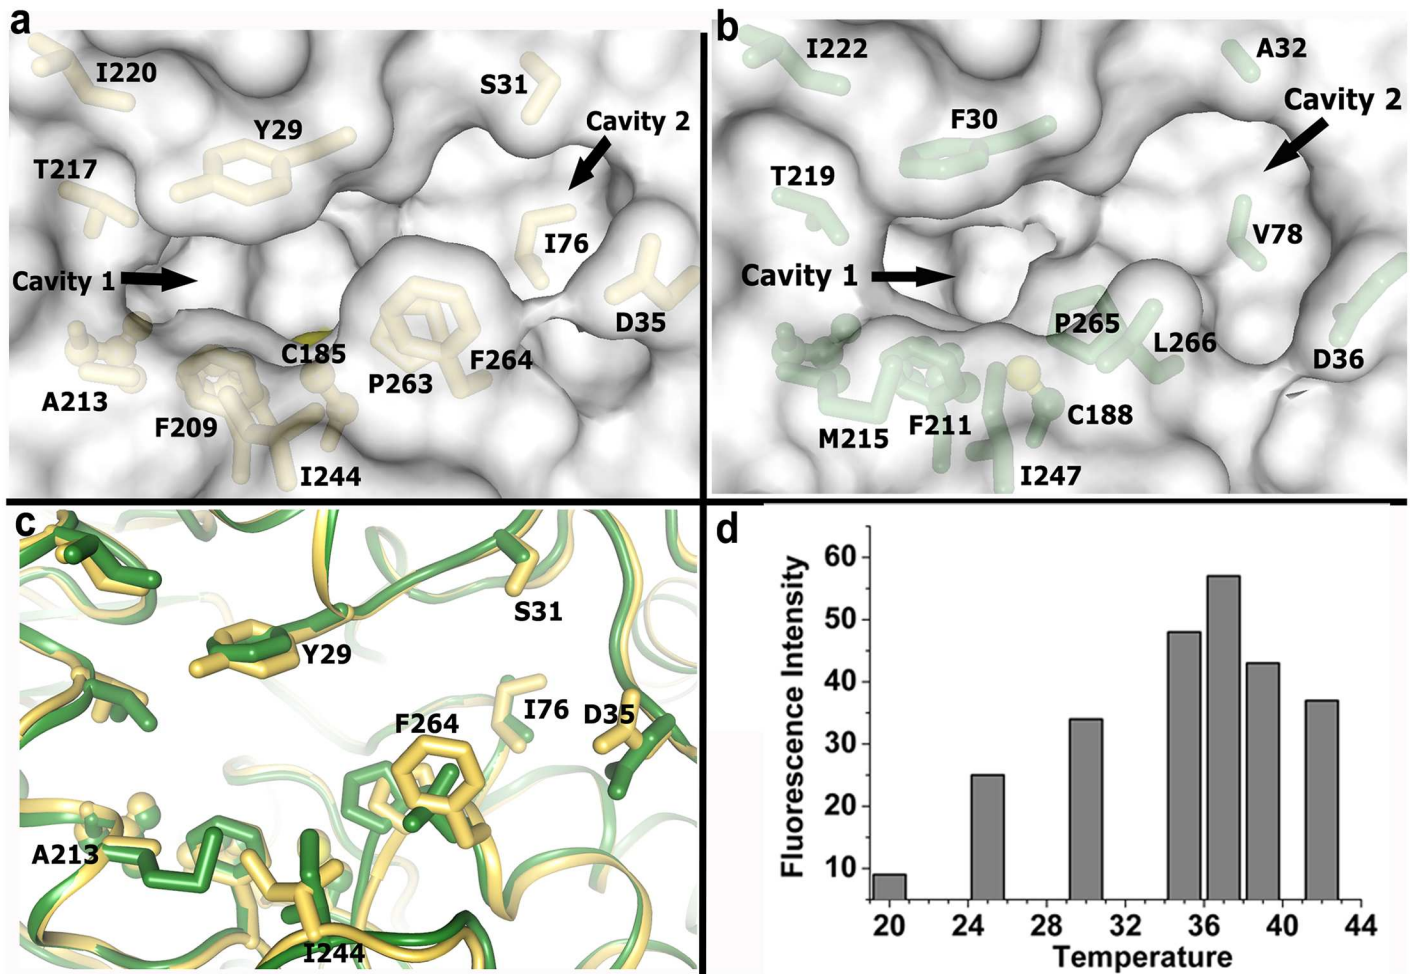 a
I220
S31
Y29
Cavity 2
T217
I76
Cavity 1
D35
C185
F264
P263
A213
F209
I244
b
I222
A32
Cavity 2
F30
T219
V78
Cavity 1
P265
L266
D36
C188
M215
F211
I247
c
S31
Y29
I76
D35
F264
A213
I244
d
Fluorescence Intensity
60
50
40
30
20
10
20 24 28 32 36 40 44
Temperature